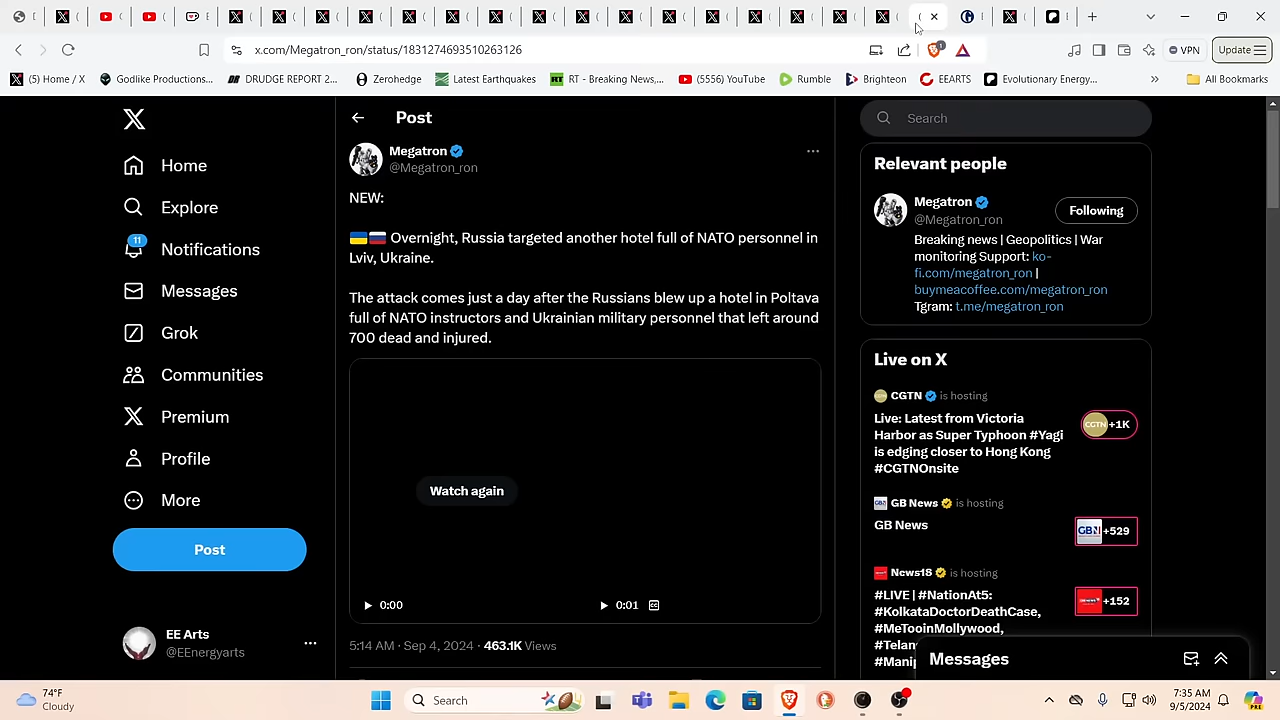 x.com/Megatron_ron/status/1831274693510263126
1
VPN
Update
(5) Home / X
Godlike Productions...
DRUDGE REPORT 2...
Zerohedge
Latest Earthquakes
RT - Breaking News,...
(5556) YouTube
Rumble
Brighteon
EEARTS
Evolutionary Energy...
»
All Bookmarks
Home
Explore
11
Notifications
Messages
Grok
Communities
Premium
Profile
More
Post
EE Arts
@EEnergyarts
Post
Megatron
@Megatron_ron
NEW:
Overnight, Russia targeted another hotel full of NATO personnel in
Lviv, Ukraine.
The attack comes just a day after the Russians blew up a hotel in Poltava
full of NATO instructors and Ukrainian military personnel that left around
700 dead and injured.
Watch again
0:00
0:01
5:14 AM · Sep 4, 2024 · 463.1K Views
Search
Relevant people
Megatron
@Megatron_ron
Following
Breaking news | Geopolitics | War
monitoring Support: ko-
fi.com/megatron_ron |
buymeacoffee.com/megatron_ron
Tgram: t.me/megatron_ron
Live on X
CGTN is hosting
Live: Latest from Victoria
Harbor as Super Typhoon #Yagi
is edging closer to Hong Kong
#CGTNOnsite
CGTN +1K
GB News is hosting
GB News
GBN +529
News18 is hosting
#LIVE | #NationAt5:
#KolkataDoctorDeathCase,
#MeTooinMollywood,
+152
Messages
74°F
Cloudy
Search
7:35 AM
9/5/2024
PRE